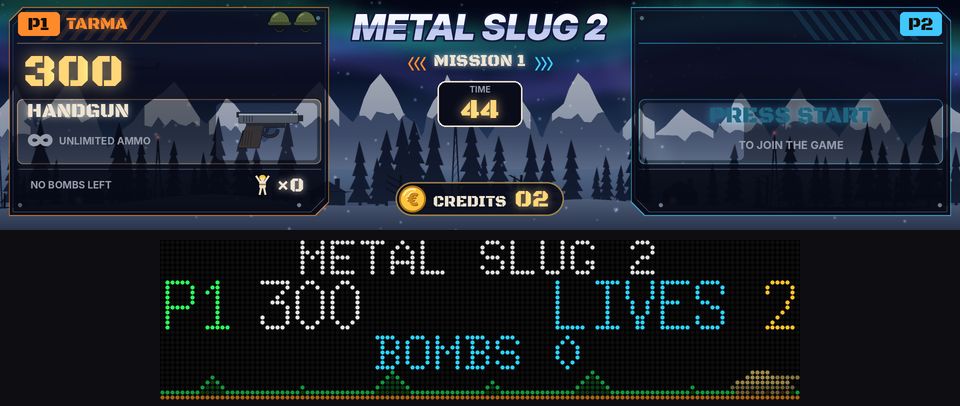 P1 TARMA
300
HANDGUN
UNLIMITED AMMO
NO BOMBS LEFT
×0
METAL SLUG 2
MISSION 1
TIME
44
CREDITS 02
P2
PRESS START
TO JOIN THE GAME
METAL SLUG 2
P1 300 LIVES 2
BOMBS 0